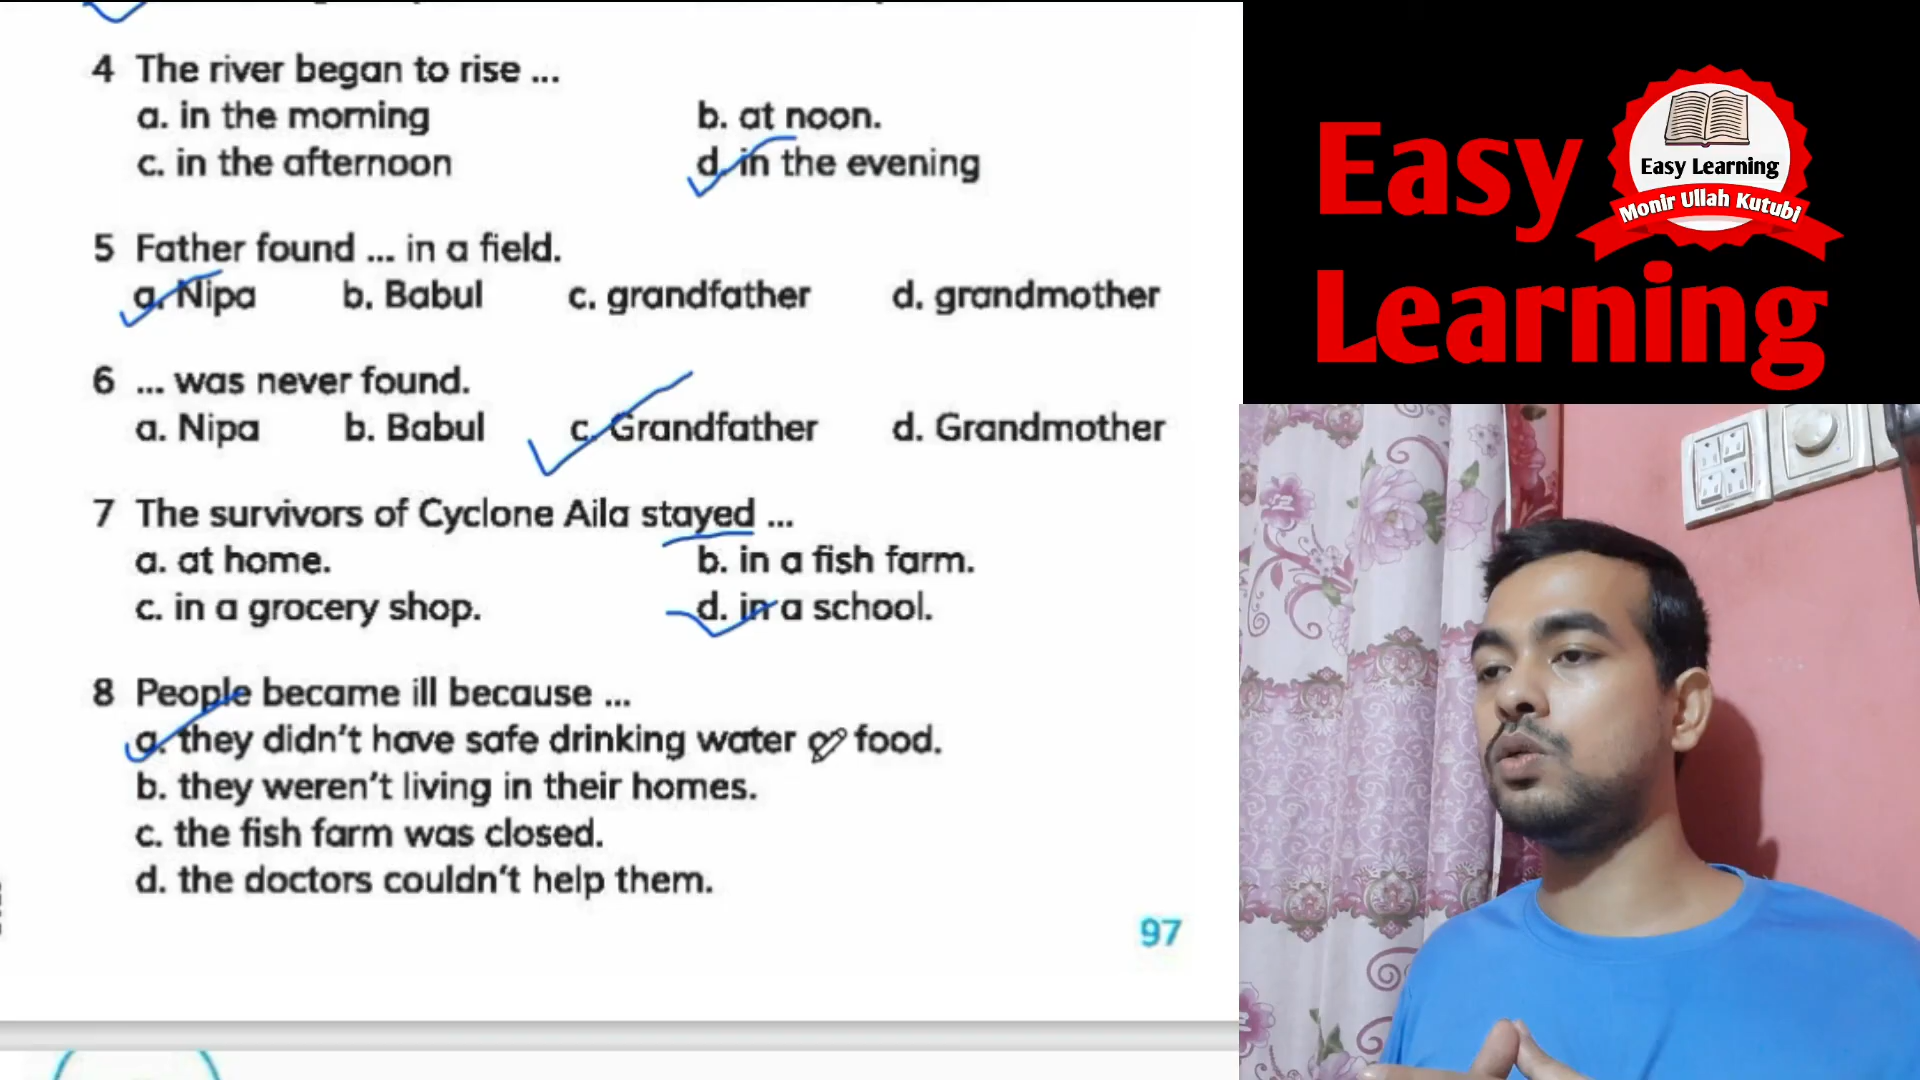 4 The river began to rise ...
a. in the morning b. at noon.
c. in the afternoon d. in the evening
5 Father found ... in a field.
a. Nipa b. Babul c. grandfather d. grandmother
6 ... was never found.
a. Nipa b. Babul c. Grandfather d. Grandmother
7 The survivors of Cyclone Aila stayed ...
a. at home. b. in a fish farm.
c. in a grocery shop. d. in a school.
8 People became ill because ...
a. they didn't have safe drinking water or food.
b. they weren't living in their homes.
c. the fish farm was closed.
d. the doctors couldn't help them.
97
Easy
Learning
Easy Learning
Monir Ullah Kutubi